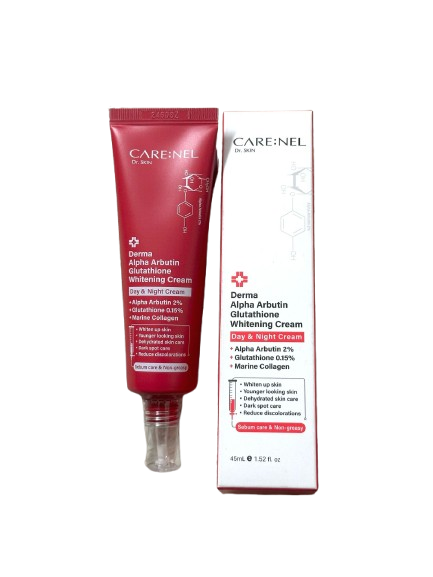 CARE:NEL
Dr. SKIN
Derma
Alpha Arbutin
Glutathione
Whitening Cream
Day & Night Cream
+Alpha Arbutin 2%
+Glutathione 0.15%
+Marine Collagen
• Whiten up skin
• Younger looking skin
• Dehydrated skin care
• Dark spot care
• Reduce discolorations
Sebum care & Non-greasy
CARE:NEL
Dr. SKIN
Derma
Alpha Arbutin
Glutathione
Whitening Cream
Day & Night Cream
+ Alpha Arbutin 2%
+ Glutathione 0.15%
+ Marine Collagen
• Whiten up skin
• Younger looking skin
• Dehydrated skin care
• Dark spot care
• Reduce discolorations
Sebum care & Non-greasy
45mL e 1.52 fl. oz